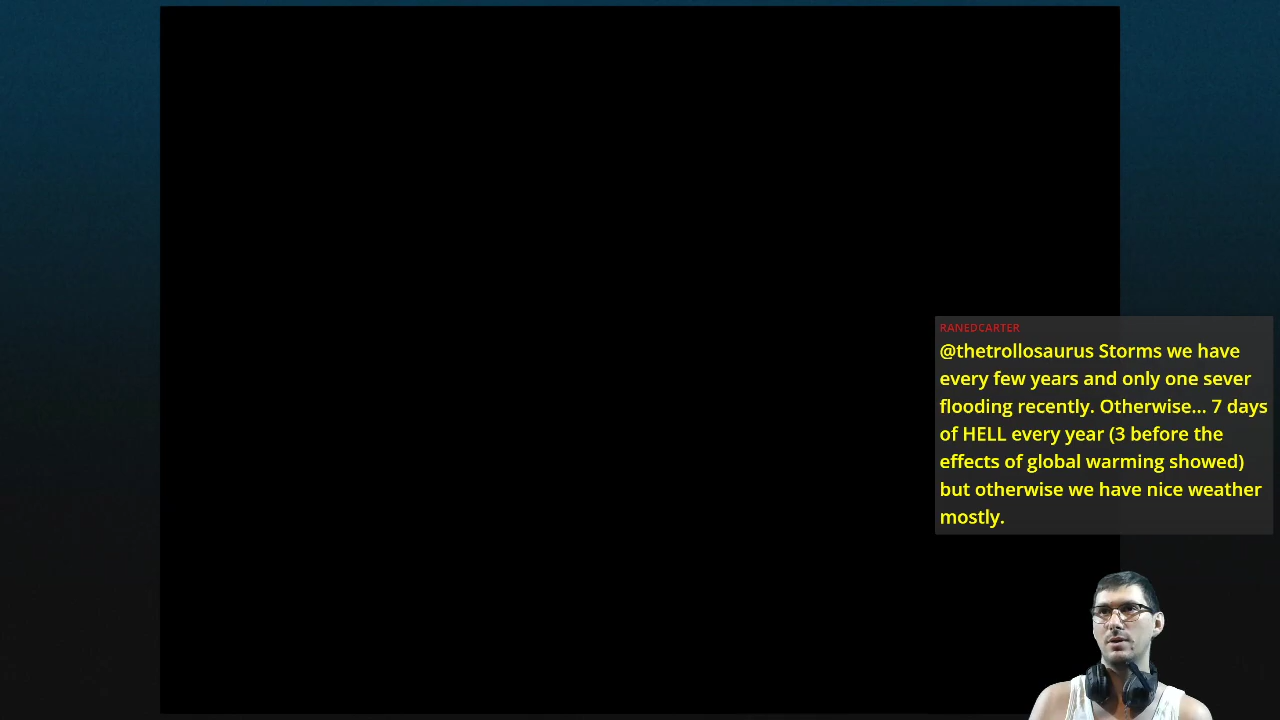 RANEDCARTER
@thetrollosaurus Storms we have
every few years and only one sever
flooding recently. Otherwise... 7 days
of HELL every year (3 before the
effects of global warming showed)
but otherwise we have nice weather
mostly.